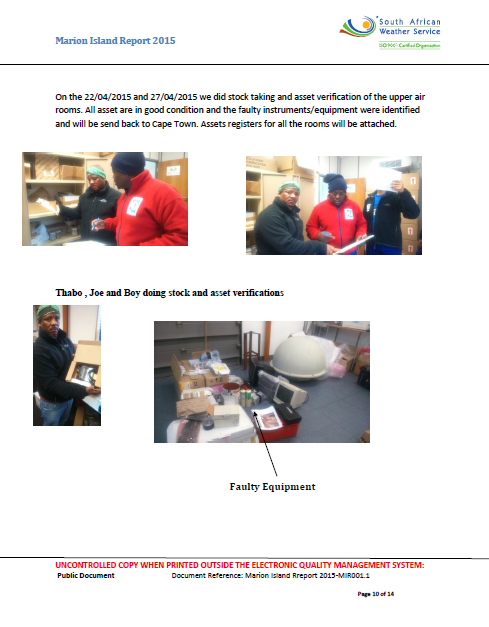 South African
Weather Service
ISO 9001 Certified Organisation
Marion Island Report 2015
On the 22/04/2015 and 27/04/2015 we did stock taking and asset verification of the upper air
rooms. All asset are in good condition and the faulty instruments/equipment were identified
and will be send back to Cape Town. Assets registers for all the rooms will be attached.
Thabo , Joe and Boy doing stock and asset verifications
Faulty Equipment
UNCONTROLLED COPY WHEN PRINTED OUTSIDE THE ELECTRONIC QUALITY MANAGEMENT SYSTEM:
Public Document Document Reference: Marion Island Rreport 2015-MIR001.1
Page 10 of 14